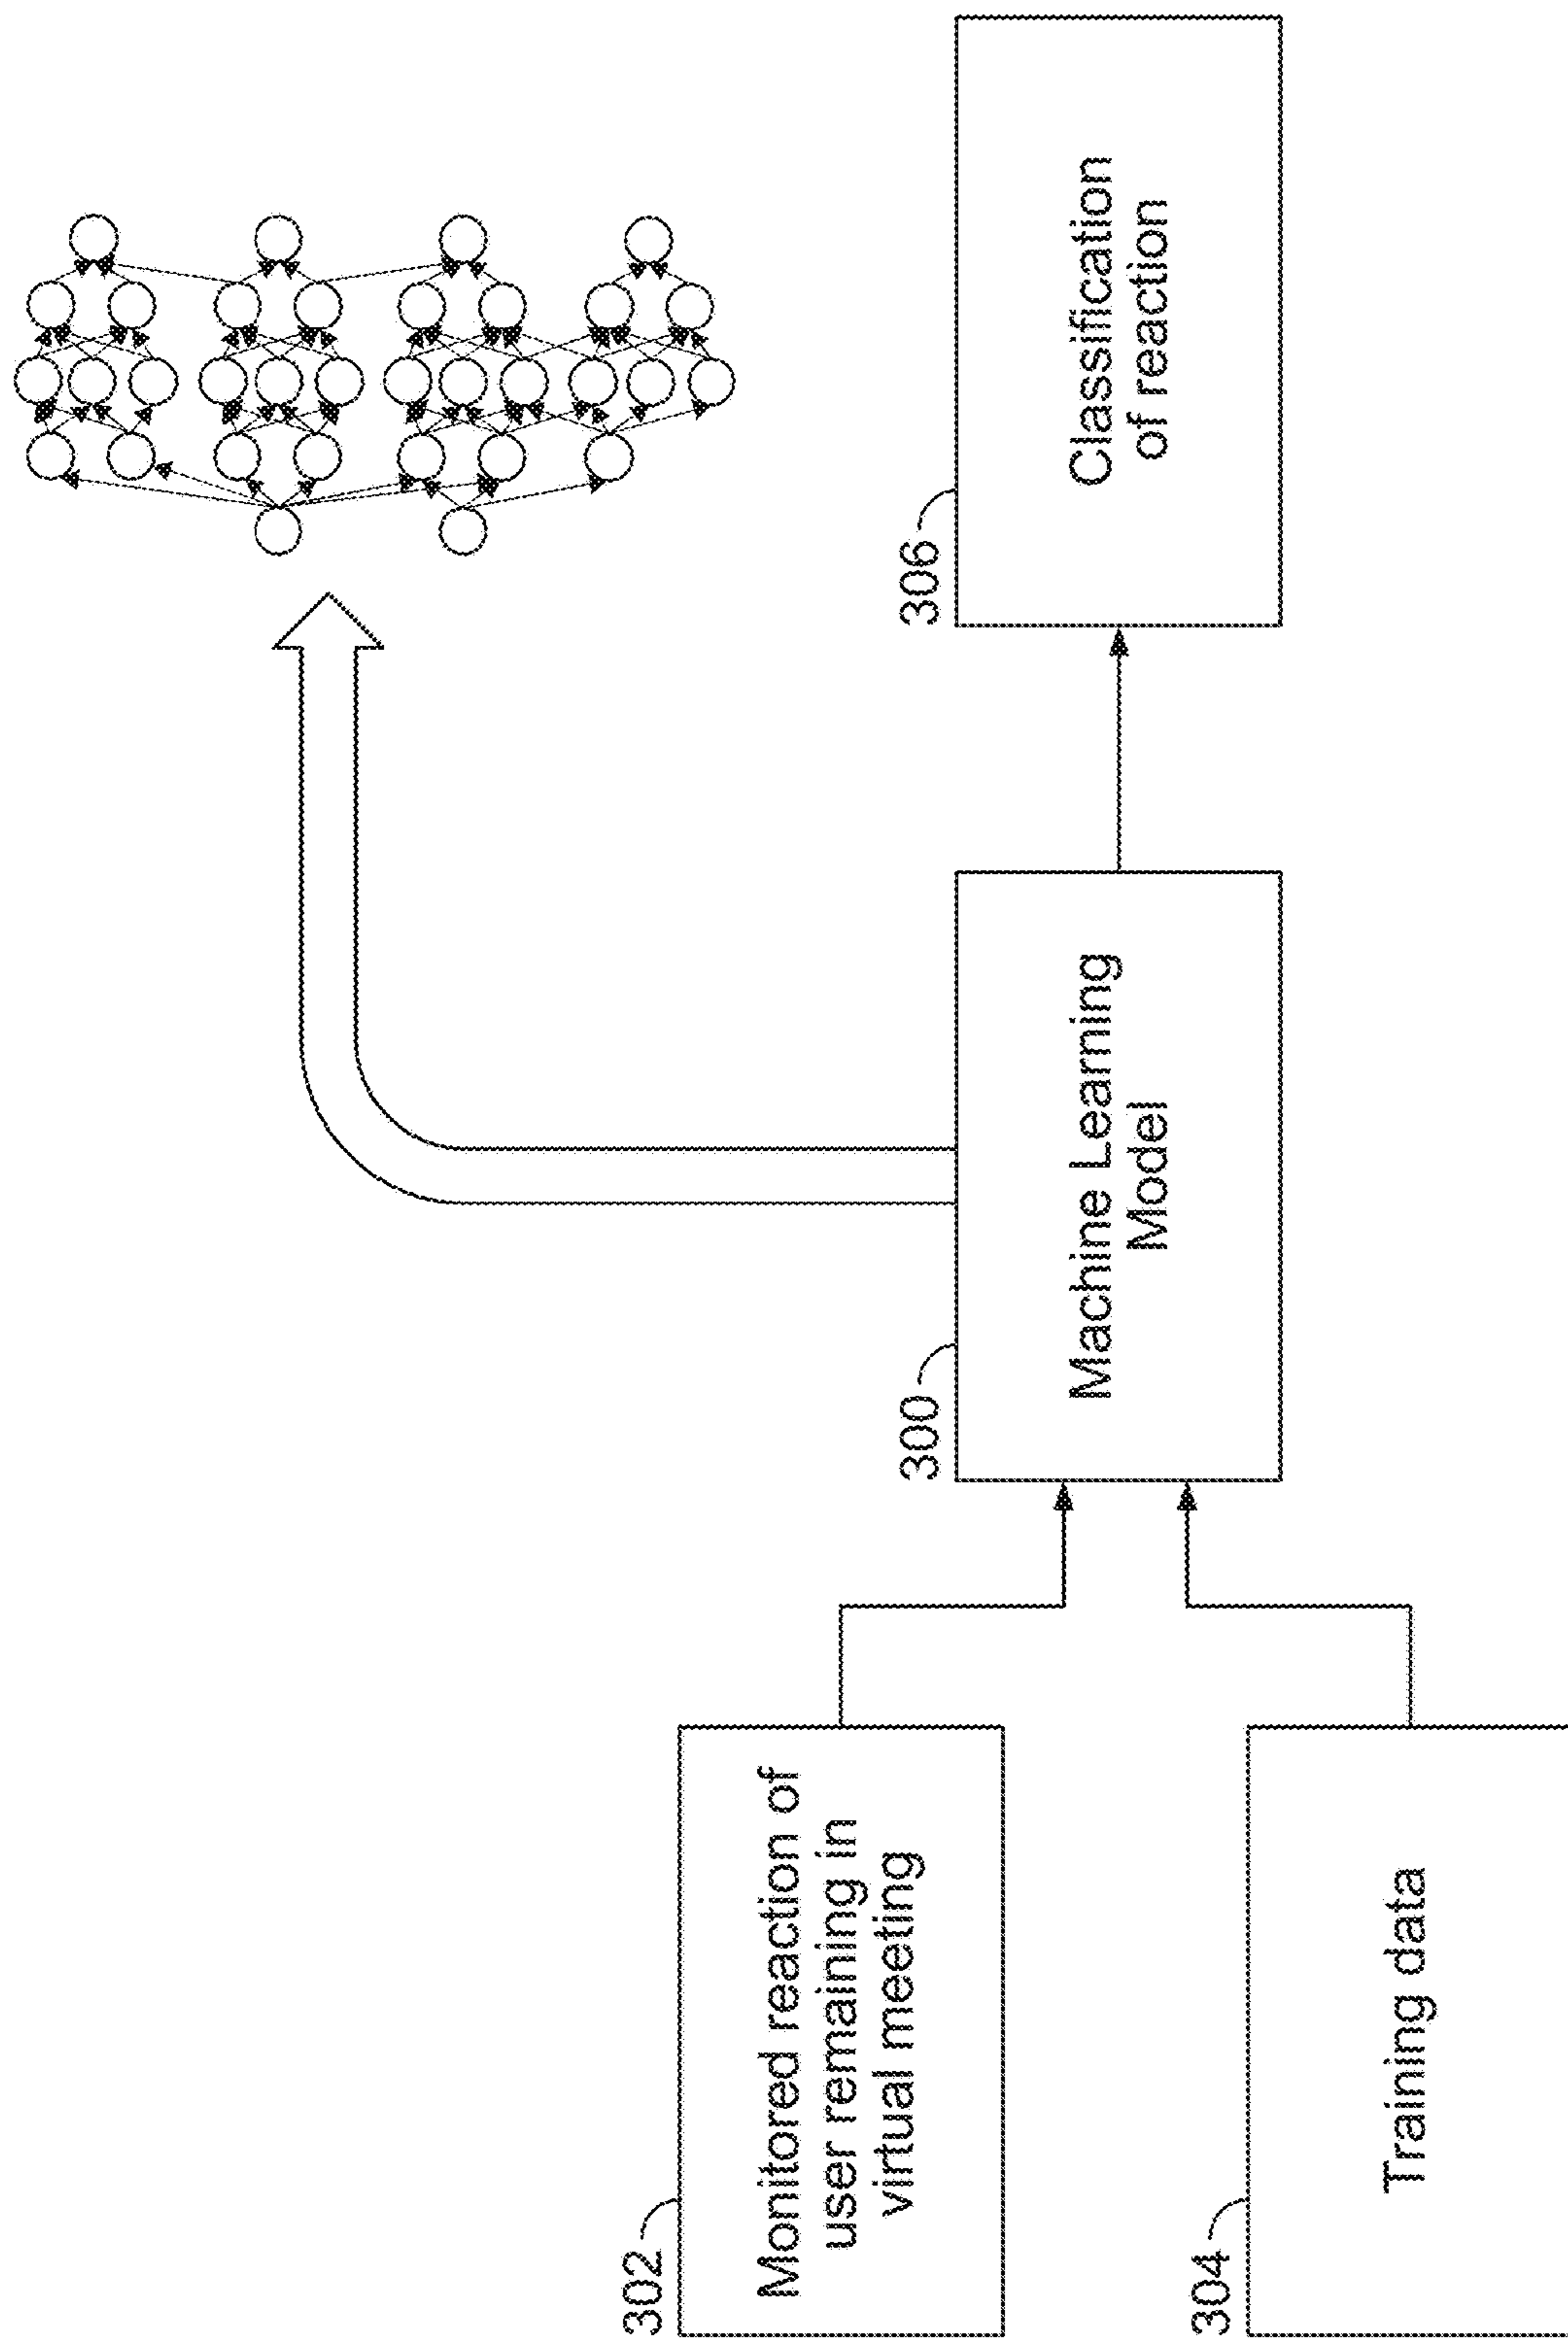 302
Monitored reaction of
user remaining in
virtual meeting
304
Training data
300
Machine Learning
Model
306
Classification
of reaction